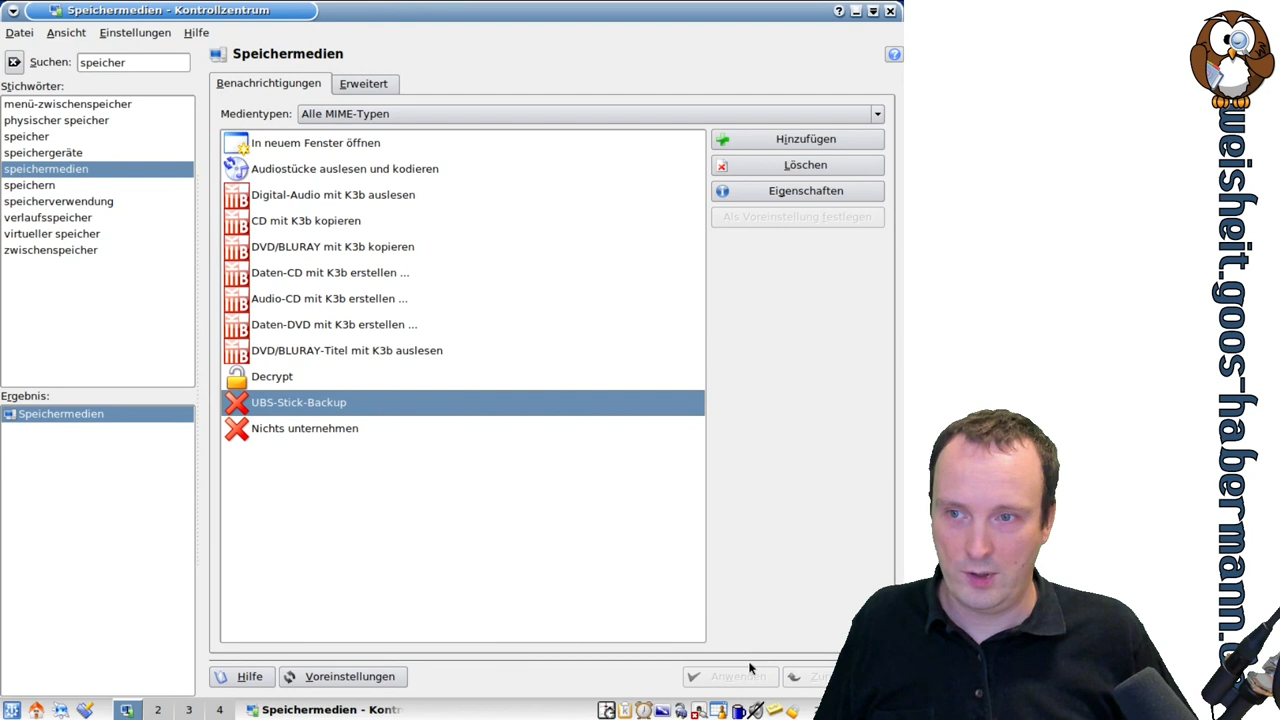 Speichermedien - Kontrollzentrum
Datei Ansicht Einstellungen Hilfe
Suchen: speicher
Stichwörter:
menü-zwischenspeicher
physischer speicher
speicher
speichergeräte
speichermedien
speichern
speicherverwendung
verlaufsspeicher
virtueller speicher
zwischenspeicher
Ergebnis:
Speichermedien
Speichermedien
Benachrichtigungen Erweitert
Medientypen: Alle MIME-Typen
In neuem Fenster öffnen
Audiostücke auslesen und kodieren
Digital-Audio mit K3b auslesen
CD mit K3b kopieren
DVD/BLURAY mit K3b kopieren
Daten-CD mit K3b erstellen ...
Audio-CD mit K3b erstellen ...
Daten-DVD mit K3b erstellen ...
DVD/BLURAY-Titel mit K3b auslesen
Decrypt
UBS-Stick-Backup
Nichts unternehmen
Hinzufügen
Löschen
Eigenschaften
Als Voreinstellung festlegen
Hilfe Voreinstellungen Anwenden
2 3 4 Speichermedien - Kont
weisheit.goos-habermann.